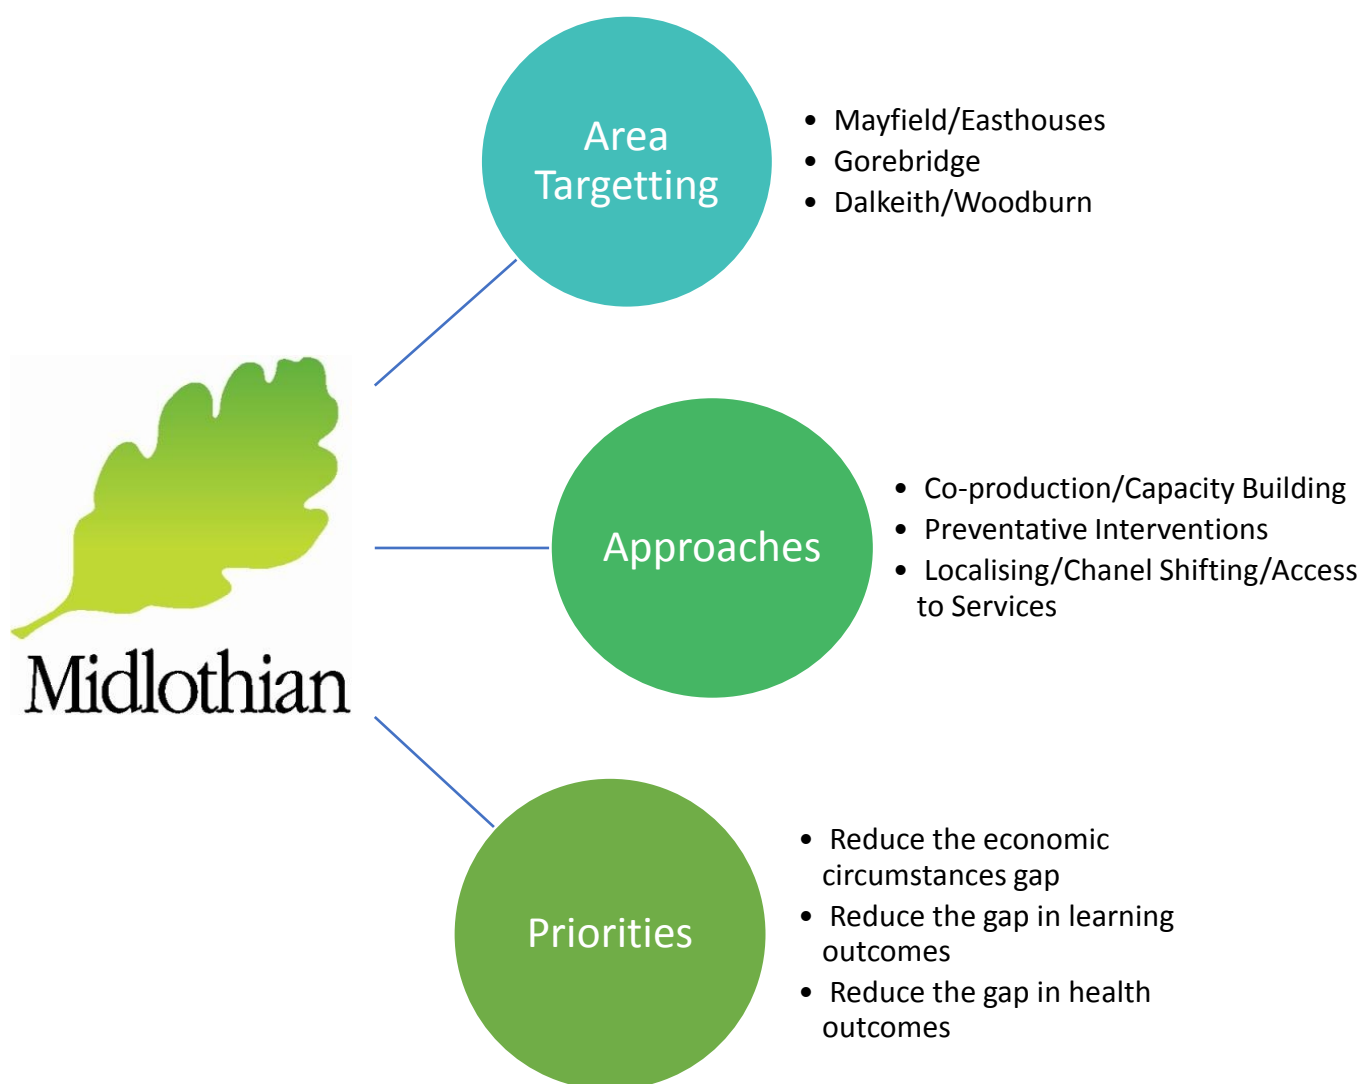 Area
Targetting
• Mayfield/Easthouses
• Gorebridge
• Dalkeith/Woodburn
Midlothian
Approaches
• Co-production/Capacity Building
• Preventative Interventions
• Localising/Chanel Shifting/Access
to Services
Priorities
• Reduce the economic
circumstances gap
• Reduce the gap in learning
outcomes
• Reduce the gap in health
outcomes